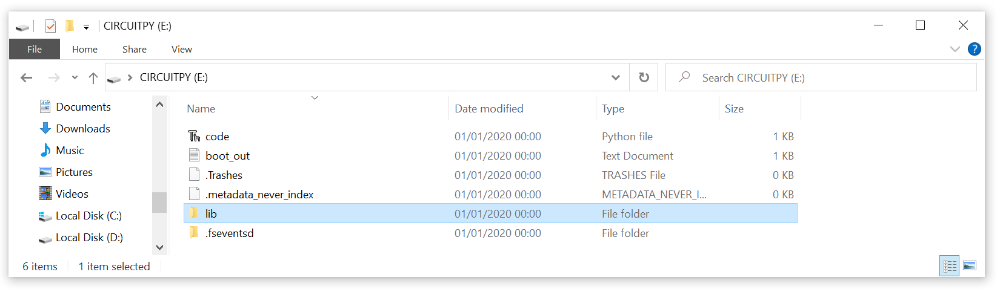 CIRCUITPY (E:)
File Home Share View ?
CIRCUITPY (E:) Search CIRCUITPY (E:)
Documents
Downloads
Music
Pictures
Videos
Local Disk (C:)
Local Disk (D:)
Name Date modified Type Size
code 01/01/2020 00:00 Python file 1 KB
boot_out 01/01/2020 00:00 Text Document 1 KB
.Trashes 01/01/2020 00:00 TRASHES File 0 KB
.metadata_never_index 01/01/2020 00:00 METADATA_NEVER_I... 0 KB
lib 01/01/2020 00:00 File folder
.fseventsd 01/01/2020 00:00 File folder
6 items 1 item selected